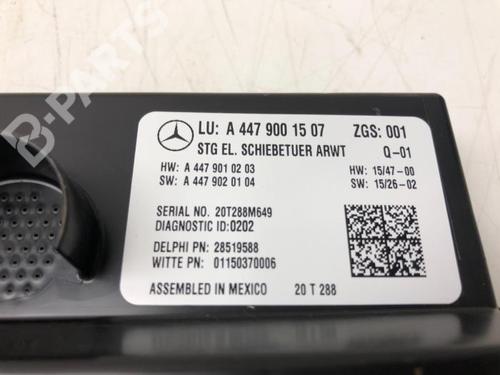 B-PARTS
LU: A 447 900 15 07 ZGS: 001
STG EL. SCHIEBETUER ARWT Q-01
HW: A 447 901 02 03 HW: 15/47-00
SW: A 447 902 01 04 SW: 15/26-02
SERIAL NO. 20T288M649
DIAGNOSTIC ID:0202
DELPHI PN: 28519588
WITTE PN: 01150370006
ASSEMBLED IN MEXICO 20 T 288